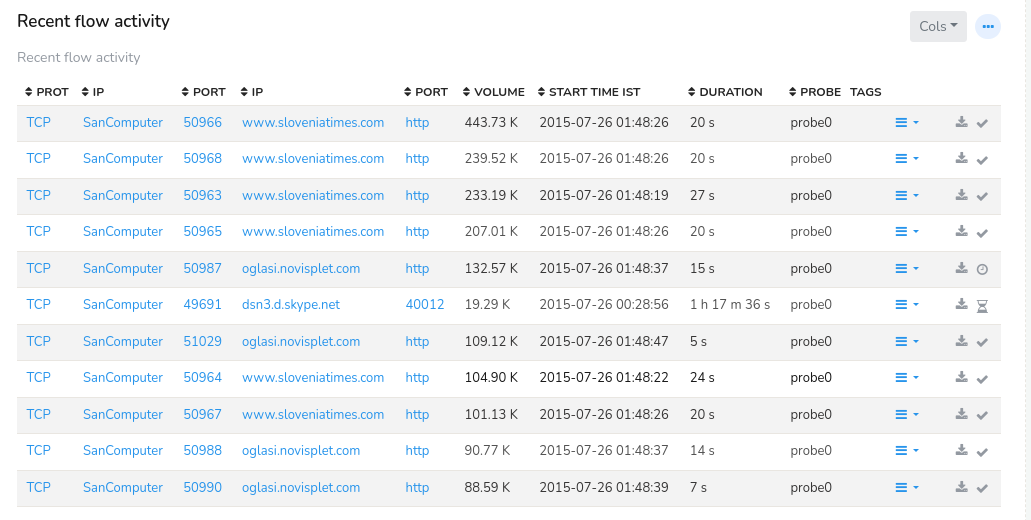 Recent flow activity
Cols
Recent flow activity
PROT IP PORT IP PORT VOLUME START TIME IST DURATION PROBE TAGS
TCP SanComputer 50966 www.sloveniatimes.com http 443.73 K 2015-07-26 01:48:26 20 s probe0
TCP SanComputer 50968 www.sloveniatimes.com http 239.52 K 2015-07-26 01:48:26 20 s probe0
TCP SanComputer 50963 www.sloveniatimes.com http 233.19 K 2015-07-26 01:48:19 27 s probe0
TCP SanComputer 50965 www.sloveniatimes.com http 207.01 K 2015-07-26 01:48:26 20 s probe0
TCP SanComputer 50987 oglasi.novisplet.com http 132.57 K 2015-07-26 01:48:37 15 s probe0
TCP SanComputer 49691 dsn3.d.skype.net 40012 19.29 K 2015-07-26 00:28:56 1 h 17 m 36 s probe0
TCP SanComputer 51029 oglasi.novisplet.com http 109.12 K 2015-07-26 01:48:47 5 s probe0
TCP SanComputer 50964 www.sloveniatimes.com http 104.90 K 2015-07-26 01:48:22 24 s probe0
TCP SanComputer 50967 www.sloveniatimes.com http 101.13 K 2015-07-26 01:48:26 20 s probe0
TCP SanComputer 50988 oglasi.novisplet.com http 90.77 K 2015-07-26 01:48:37 14 s probe0
TCP SanComputer 50990 oglasi.novisplet.com http 88.59 K 2015-07-26 01:48:39 7 s probe0